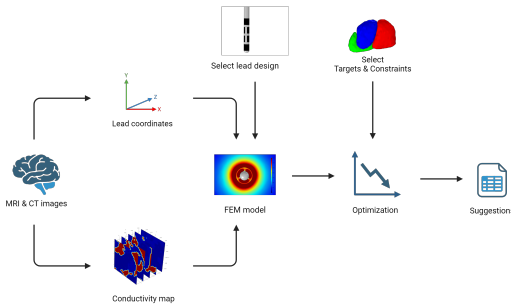 Select lead design
Select
Targets & Constraints
Y
Z
X
Lead coordinates
MRI & CT images
FEM model
Optimization
Suggestion
Conductivity map